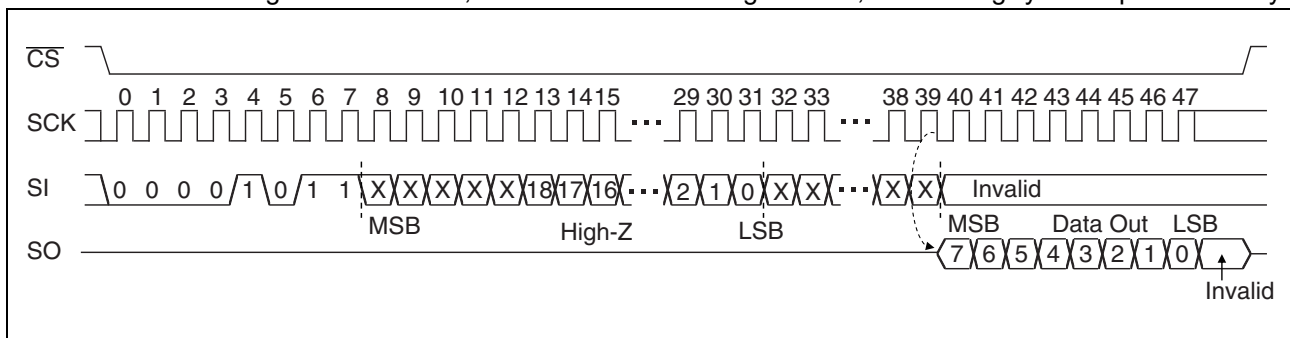 CS
0 1 2 3 4 5 6 7 8 9 10 11 12 13 14 15 29 30 31 32 33 38 39 40 41 42 43 44 45 46 47
SCK ... ...
SI 0 0 0 0 1 0 1 1 X X X X X 18 17 16 ... 2 1 0 X X ... X X Invalid
MSB High-Z LSB MSB Data Out LSB
SO 7 6 5 4 3 2 1 0
Invalid